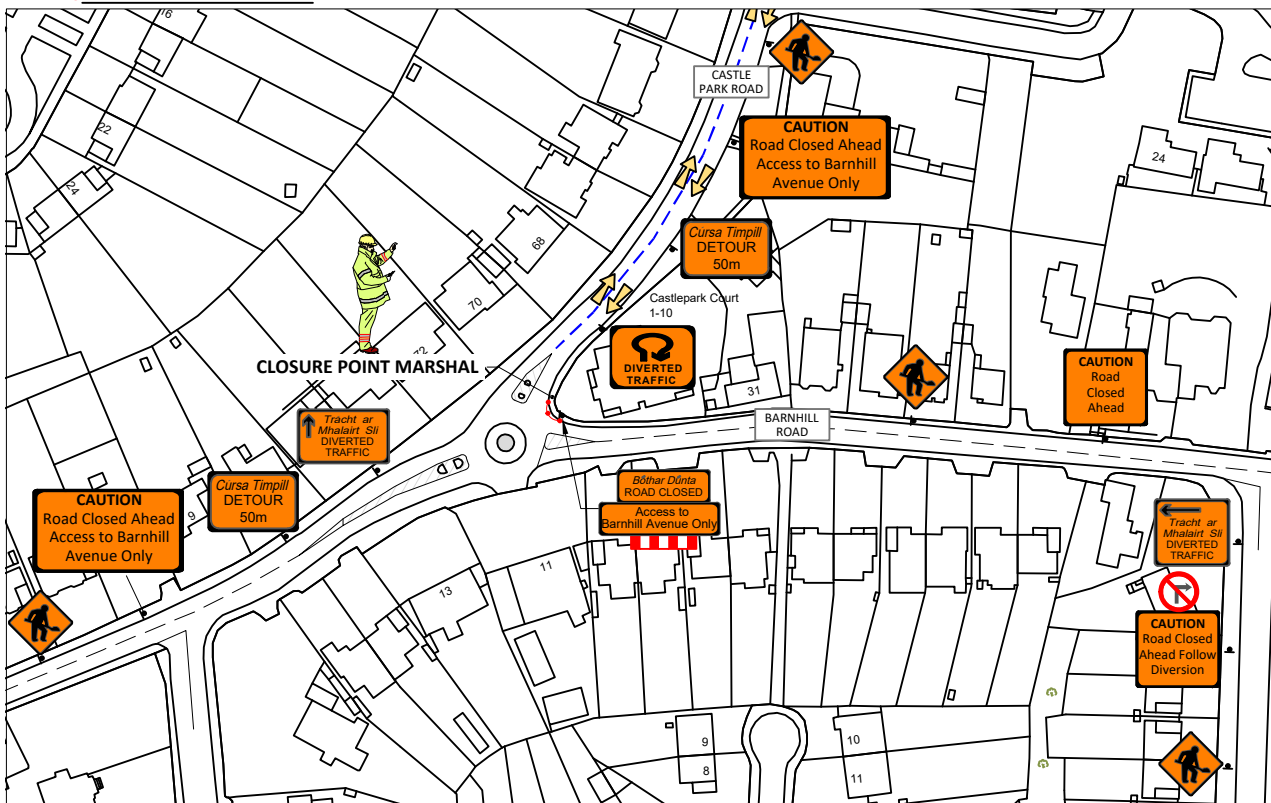 16
CASTLE
PARK ROAD
22
CAUTION
Road Closed Ahead
Access to Barnhill
Avenue Only
24
24
68
Cursa Timpill
DETOUR
50m
70
Castlepark Court
1-10
72
CLOSURE POINT MARSHAL
DIVERTED
TRAFFIC
31
CAUTION
Road
Closed
Ahead
BARNHILL
ROAD
Tracht ar
Mhalairt Sli
DIVERTED
TRAFFIC
Cursa Timpill
DETOUR
50m
9
CAUTION
Road Closed Ahead
Access to Barnhill
Avenue Only
Bóthar Dúnta
ROAD CLOSED
Access to
Barnhill Avenue Only
Tracht ar
Mhalairt Sli
DIVERTED
TRAFFIC
11
13
CAUTION
Road Closed
Ahead Follow
Diversion
9
8
10
11